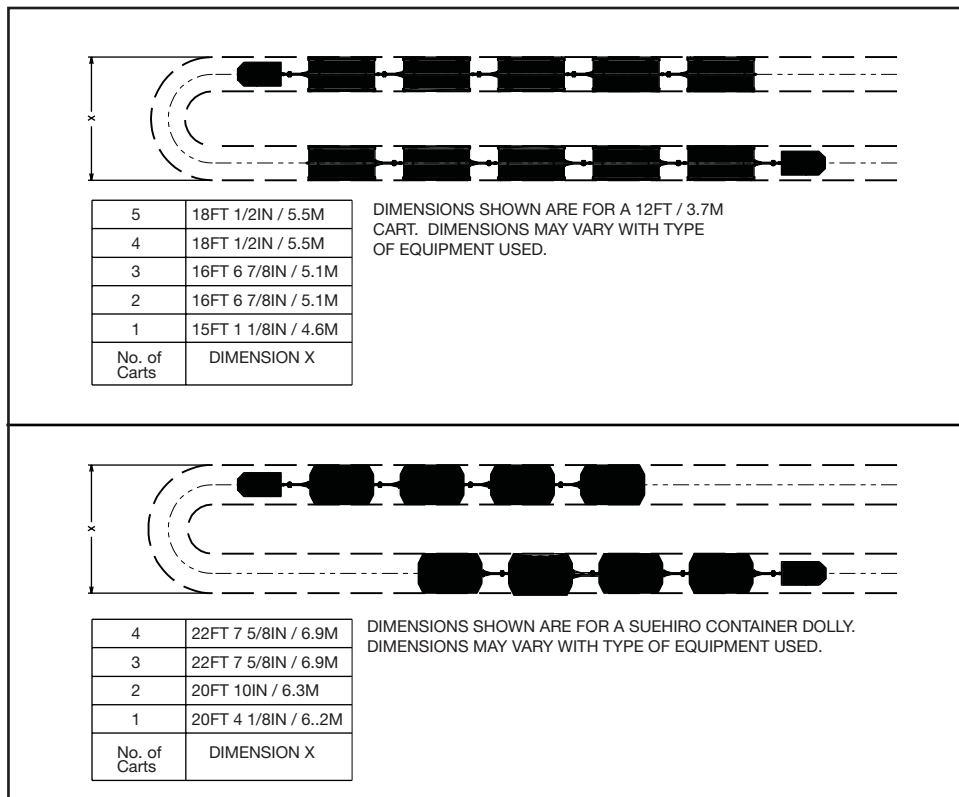 X
5 18FT 1/2IN / 5.5M
4 18FT 1/2IN / 5.5M
3 16FT 6 7/8IN / 5.1M
2 16FT 6 7/8IN / 5.1M
1 15FT 1 1/8IN / 4.6M
No. of DIMENSION X
Carts
DIMENSIONS SHOWN ARE FOR A 12FT / 3.7M
CART. DIMENSIONS MAY VARY WITH TYPE
OF EQUIPMENT USED.
X
4 22FT 7 5/8IN / 6.9M
3 22FT 7 5/8IN / 6.9M
2 20FT 10IN / 6.3M
1 20FT 4 1/8IN / 6..2M
No. of DIMENSION X
Carts
DIMENSIONS SHOWN ARE FOR A SUEHIRO CONTAINER DOLLY.
DIMENSIONS MAY VARY WITH TYPE OF EQUIPMENT USED.